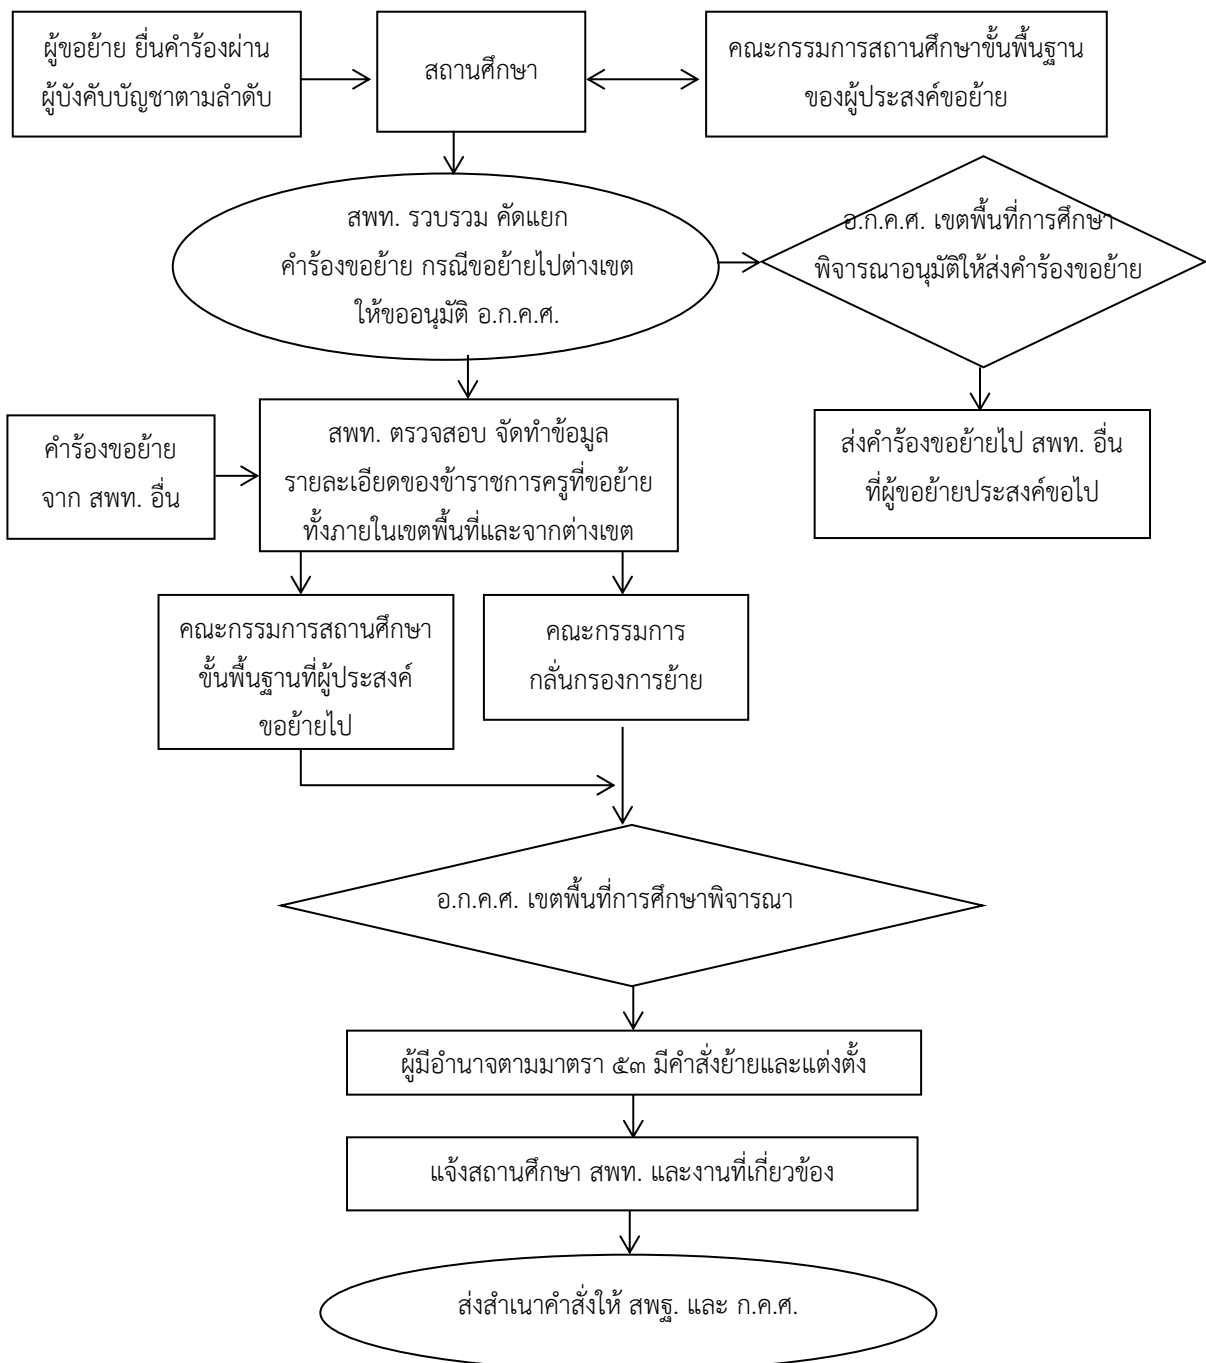 ผู้ขอย้าย ยื่นคำร้องผ่าน
ผู้บังคับบัญชาตามลำดับ
สถานศึกษา
คณะกรรมการสถานศึกษาขั้นพื้นฐาน
ของผู้ประสงค์ขอย้าย
สพท. รวบรวม คัดแยก
คำร้องขอย้าย กรณีขอย้ายไปต่างเขต
ให้ขออนุมัติ อ.ก.ค.ศ.
อ.ก.ค.ศ. เขตพื้นที่การศึกษา
พิจารณาอนุมัติให้ส่งคำร้องขอย้าย
คำร้องขอย้าย
จาก สพท. อื่น
สพท. ตรวจสอบ จัดทำข้อมูล
รายละเอียดของข้าราชการครูที่ขอย้าย
ทั้งภายในเขตพื้นที่และจากต่างเขต
ส่งคำร้องขอย้ายไป สพท. อื่น
ที่ผู้ขอย้ายประสงค์ขอไป
คณะกรรมการสถานศึกษา
ขั้นพื้นฐานที่ผู้ประสงค์
ขอย้ายไป
คณะกรรมการ
กลั่นกรองการย้าย
อ.ก.ค.ศ. เขตพื้นที่การศึกษาพิจารณา
ผู้มีอำนาจตามมาตรา ๕๓ มีคำสั่งย้ายและแต่งตั้ง
แจ้งสถานศึกษา สพท. และงานที่เกี่ยวข้อง
ส่งสำเนาคำสั่งให้ สพฐ. และ ก.ค.ศ.